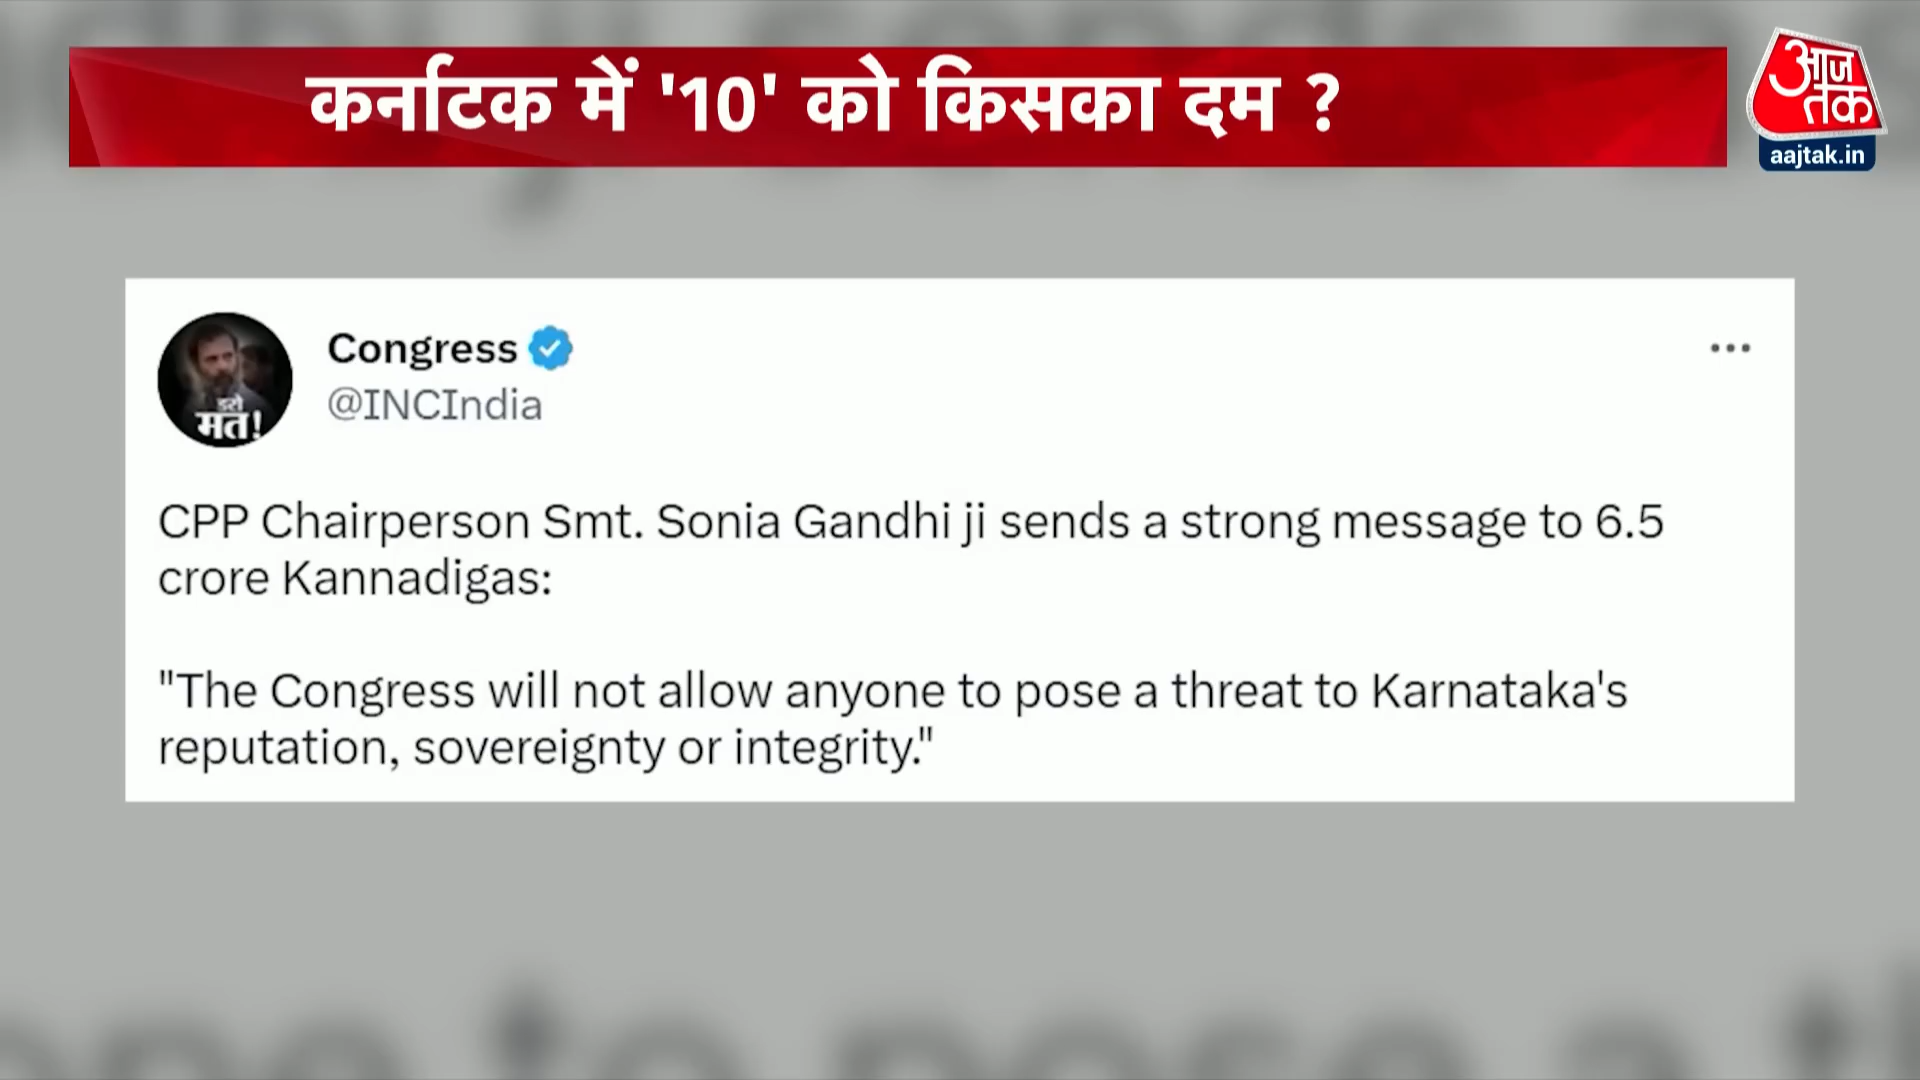 कर्नाटक में '10' को किसका दम ?
आज
तक
aajtak.in
Congress
@INCIndia
डरो
मत!
CPP Chairperson Smt. Sonia Gandhi ji sends a strong message to 6.5
crore Kannadigas:
"The Congress will not allow anyone to pose a threat to Karnataka's
reputation, sovereignty or integrity."